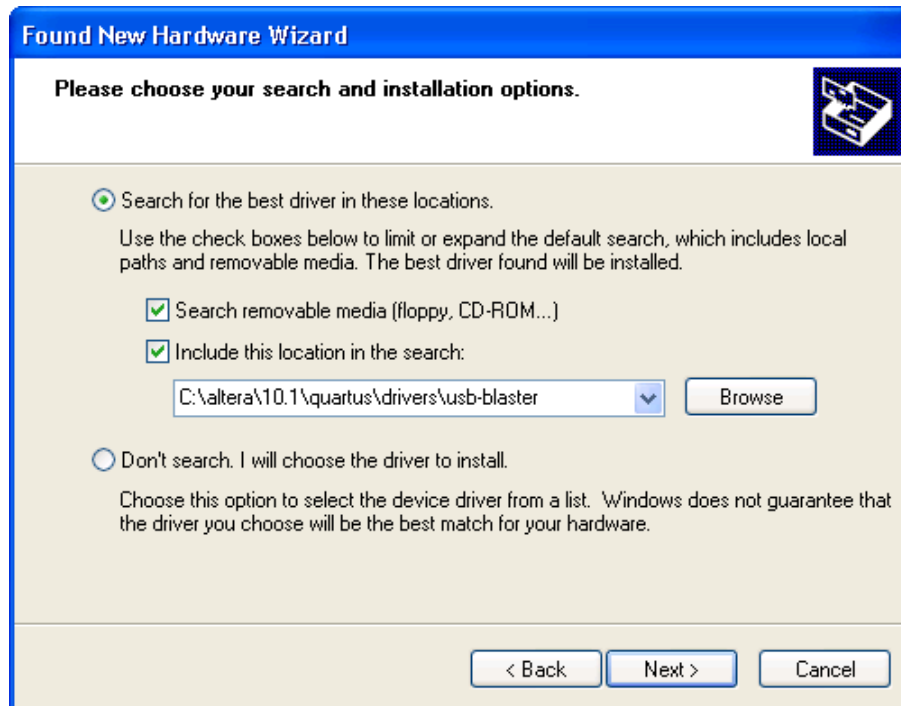 Found New Hardware Wizard
Please choose your search and installation options.
Search for the best driver in these locations.
Use the check boxes below to limit or expand the default search, which includes local
paths and removable media. The best driver found will be installed.
Search removable media (floppy, CD-ROM...)
Include this location in the search:
C:\altera\10.1\quartus\drivers\usb-blaster
Browse
Don't search. I will choose the driver to install.
Choose this option to select the device driver from a list. Windows does not guarantee that
the driver you choose will be the best match for your hardware.
< Back
Next >
Cancel